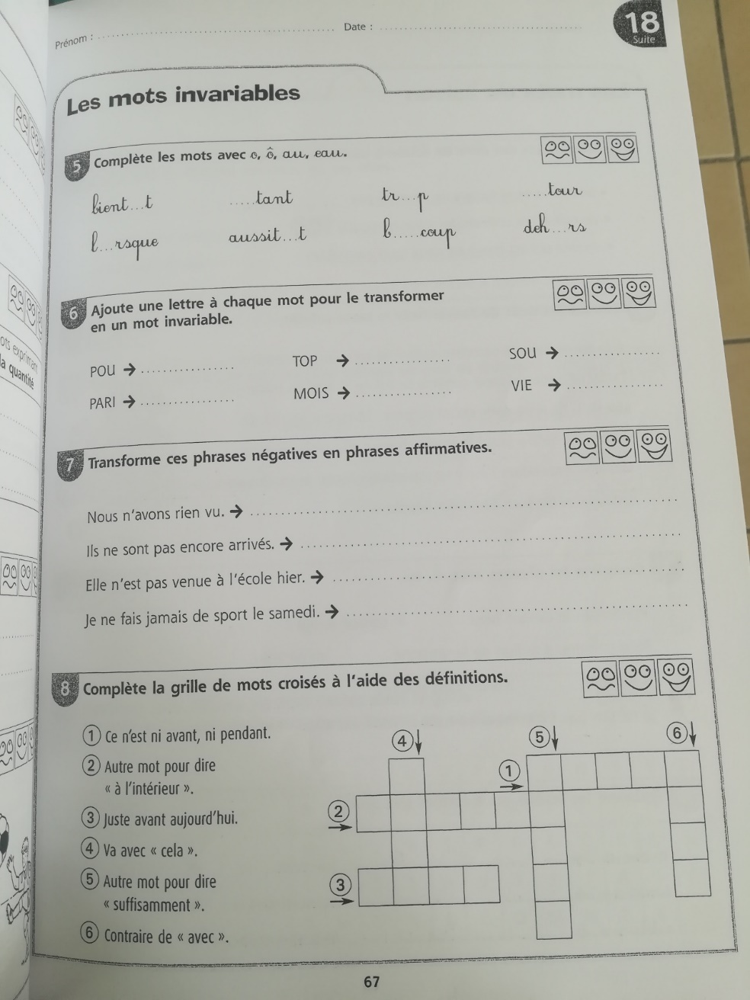 Prénom : ........................................ Date : ........................................
18
Suite
Les mots invariables
5 Complète les mots avec o, ô, au, eau.
bient...t .....tant tr...p .....tour
l...rsque aussit...t b.....coup deh...rs
6 Ajoute une lettre à chaque mot pour le transformer
en un mot invariable.
POU → ................ TOP → ................ SOU → ................
PARI → ................ MOIS → ................ VIE → ................
7 Transforme ces phrases négatives en phrases affirmatives.
Nous n'avons rien vu. → ................................................
Ils ne sont pas encore arrivés. → ................................................
Elle n'est pas venue à l'école hier. → ................................................
Je ne fais jamais de sport le samedi. → ................................................
8 Complète la grille de mots croisés à l'aide des définitions.
1 Ce n'est ni avant, ni pendant.
2 Autre mot pour dire
« à l'intérieur ».
3 Juste avant aujourd'hui.
4 Va avec « cela ».
5 Autre mot pour dire
« suffisamment ».
6 Contraire de « avec ».
4 5 6
1
2
3
67
la quantité